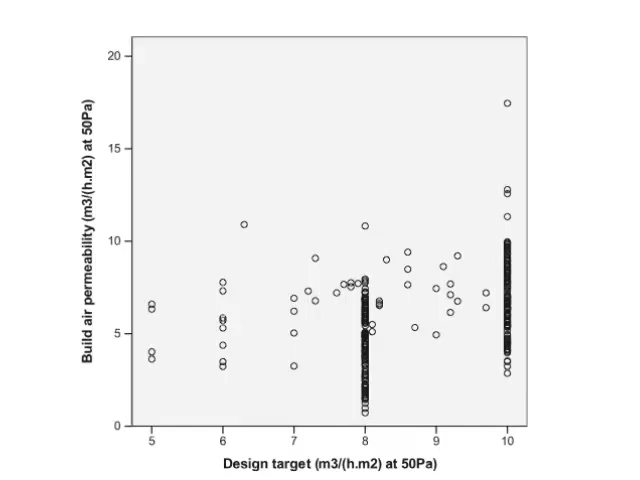 20
15
10
5
0
Build air permeability (m3/(h.m2) at 50Pa)
5 6 7 8 9 10
Design target (m3/(h.m2) at 50Pa)